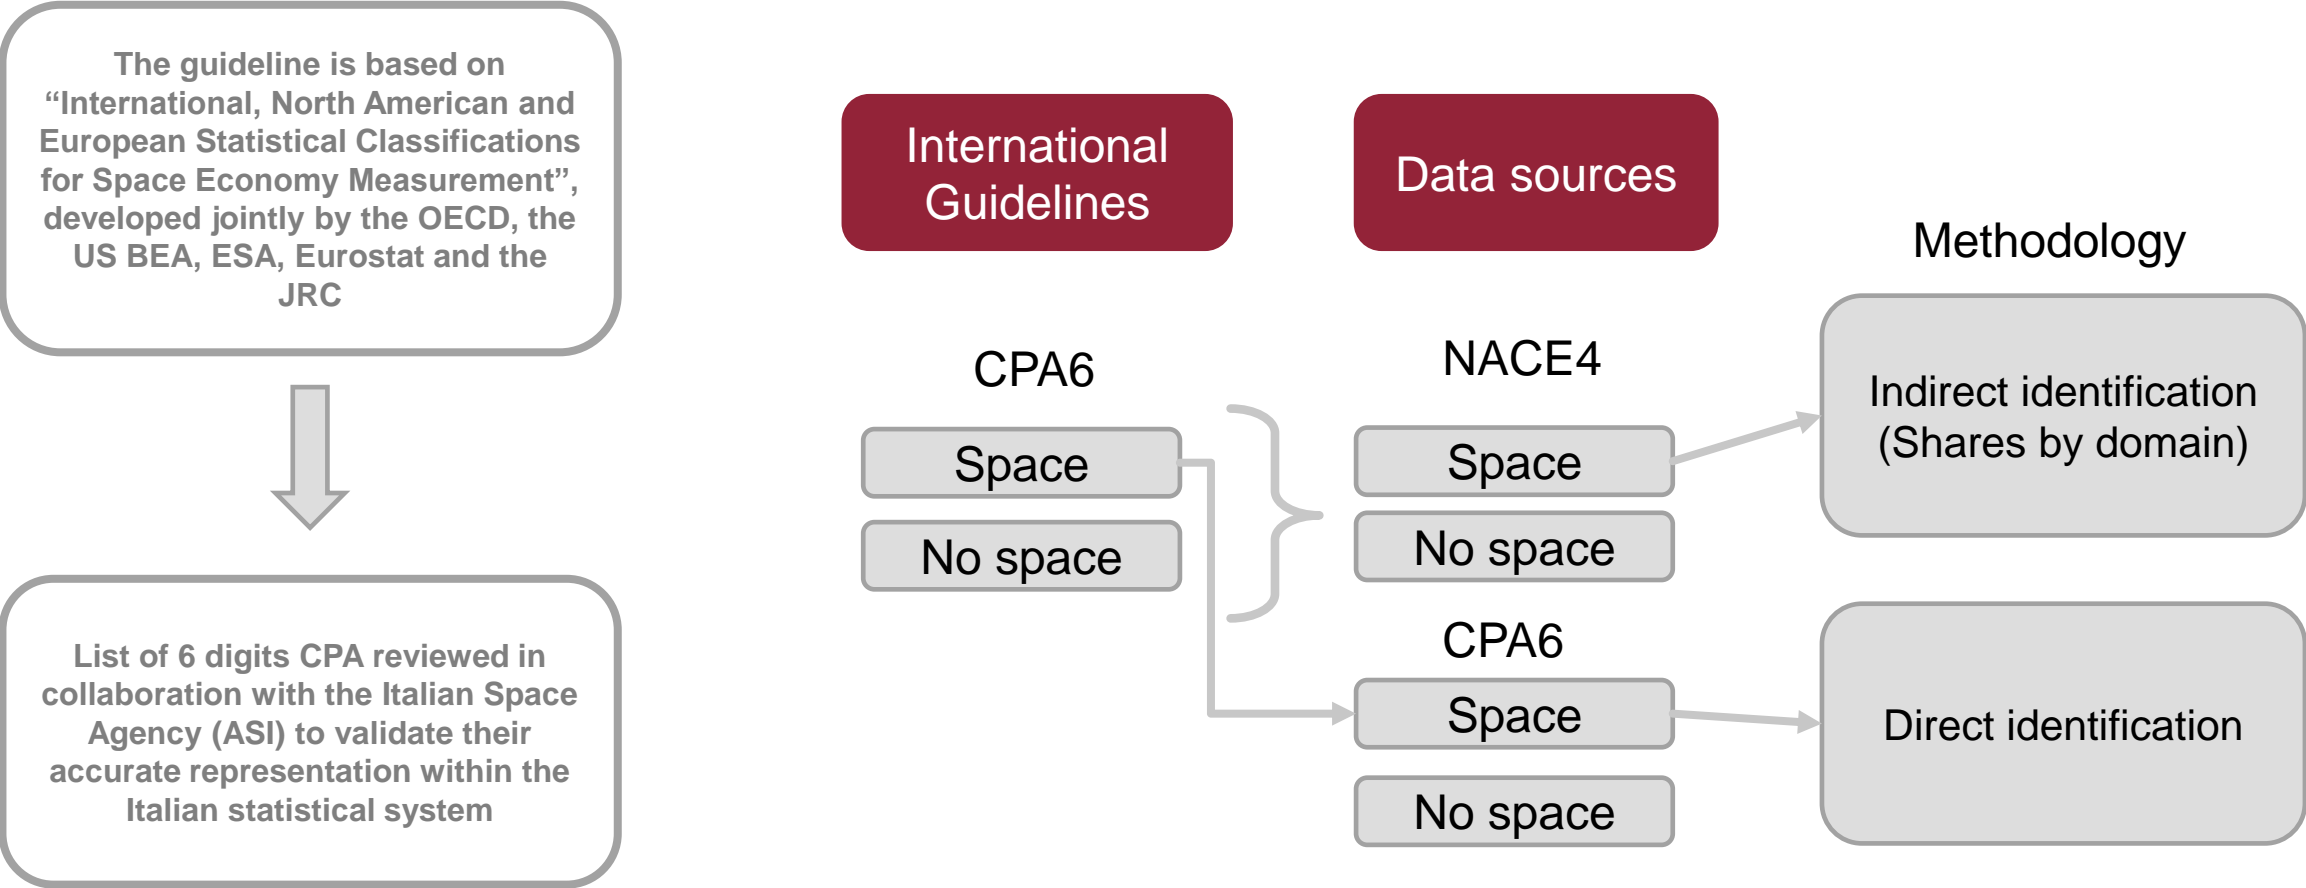 The guideline is based on
“International, North American and
European Statistical Classifications
for Space Economy Measurement”,
developed jointly by the OECD, the
US BEA, ESA, Eurostat and the
JRC
List of 6 digits CPA reviewed in
collaboration with the Italian Space
Agency (ASI) to validate their
accurate representation within the
Italian statistical system
International
Guidelines
CPA6
Space
No space
Data sources
NACE4
Space
No space
CPA6
Space
No space
Methodology
Indirect identification
(Shares by domain)
Direct identification